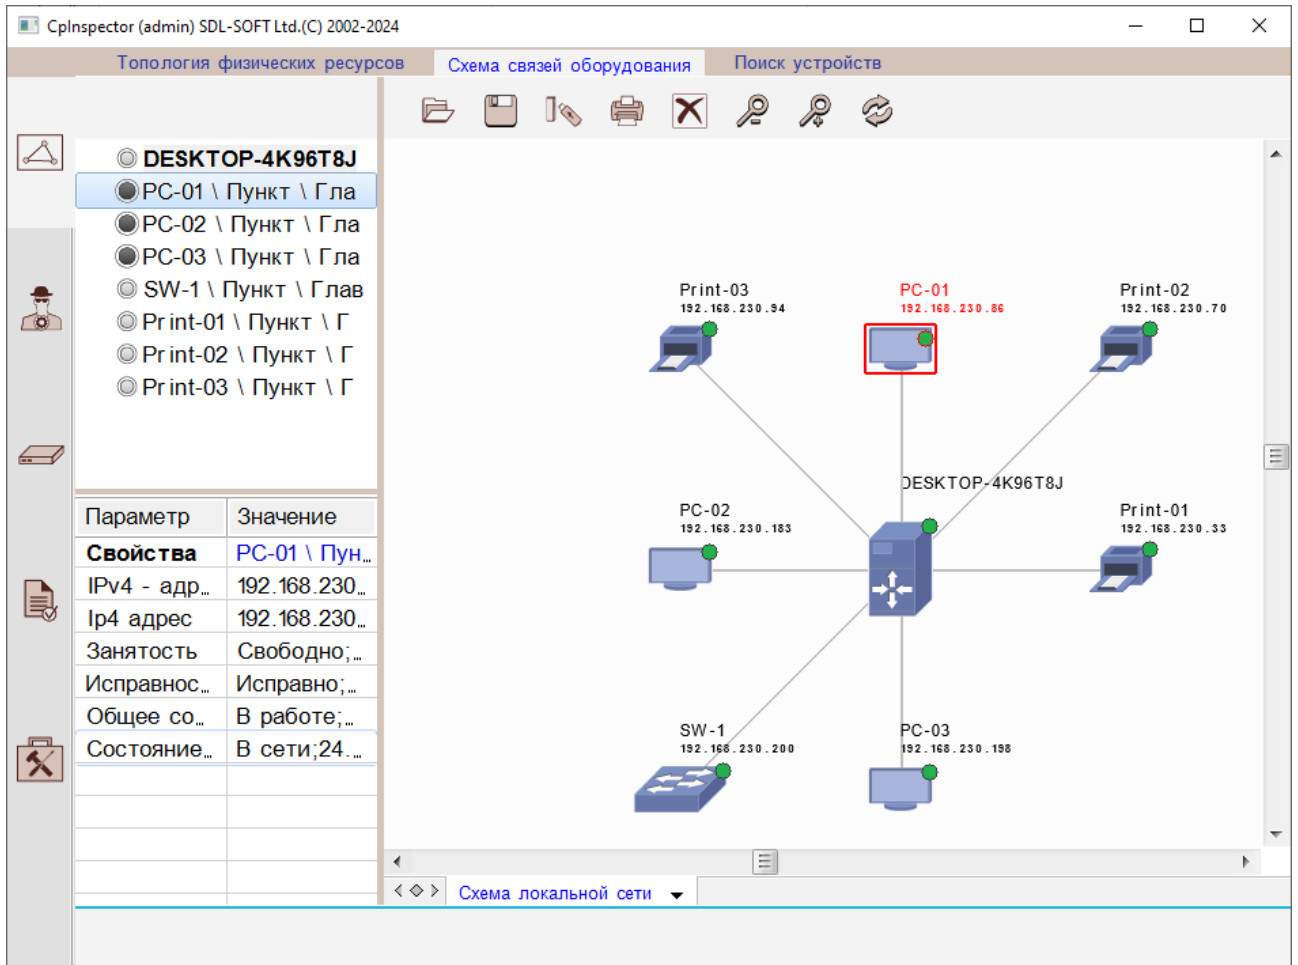 CpInspector (admin) SDL-SOFT Ltd.(C) 2002-2024
Топология физических ресурсов
Схема связей оборудования
Поиск устройств
DESKTOP-4K96T8J
PC-01 \ Пункт \ Гла
PC-02 \ Пункт \ Гла
PC-03 \ Пункт \ Гла
SW-1 \ Пункт \ Глав
Print-01 \ Пункт \ Г
Print-02 \ Пункт \ Г
Print-03 \ Пункт \ Г
Параметр Значение
Свойства PC-01 \ Пун...
IPv4 - адр... 192.168.230...
Ip4 адрес 192.168.230...
Занятость Свободно;...
Исправнос... Исправно;...
Общее со... В работе;...
Состояние... В сети;24....
Print-03
192.168.230.94
PC-01
192.168.230.86
Print-02
192.168.230.70
DESKTOP-4K96T8J
PC-02
192.168.230.183
Print-01
192.168.230.33
SW-1
192.168.230.200
PC-03
192.168.230.198
Схема локальной сети